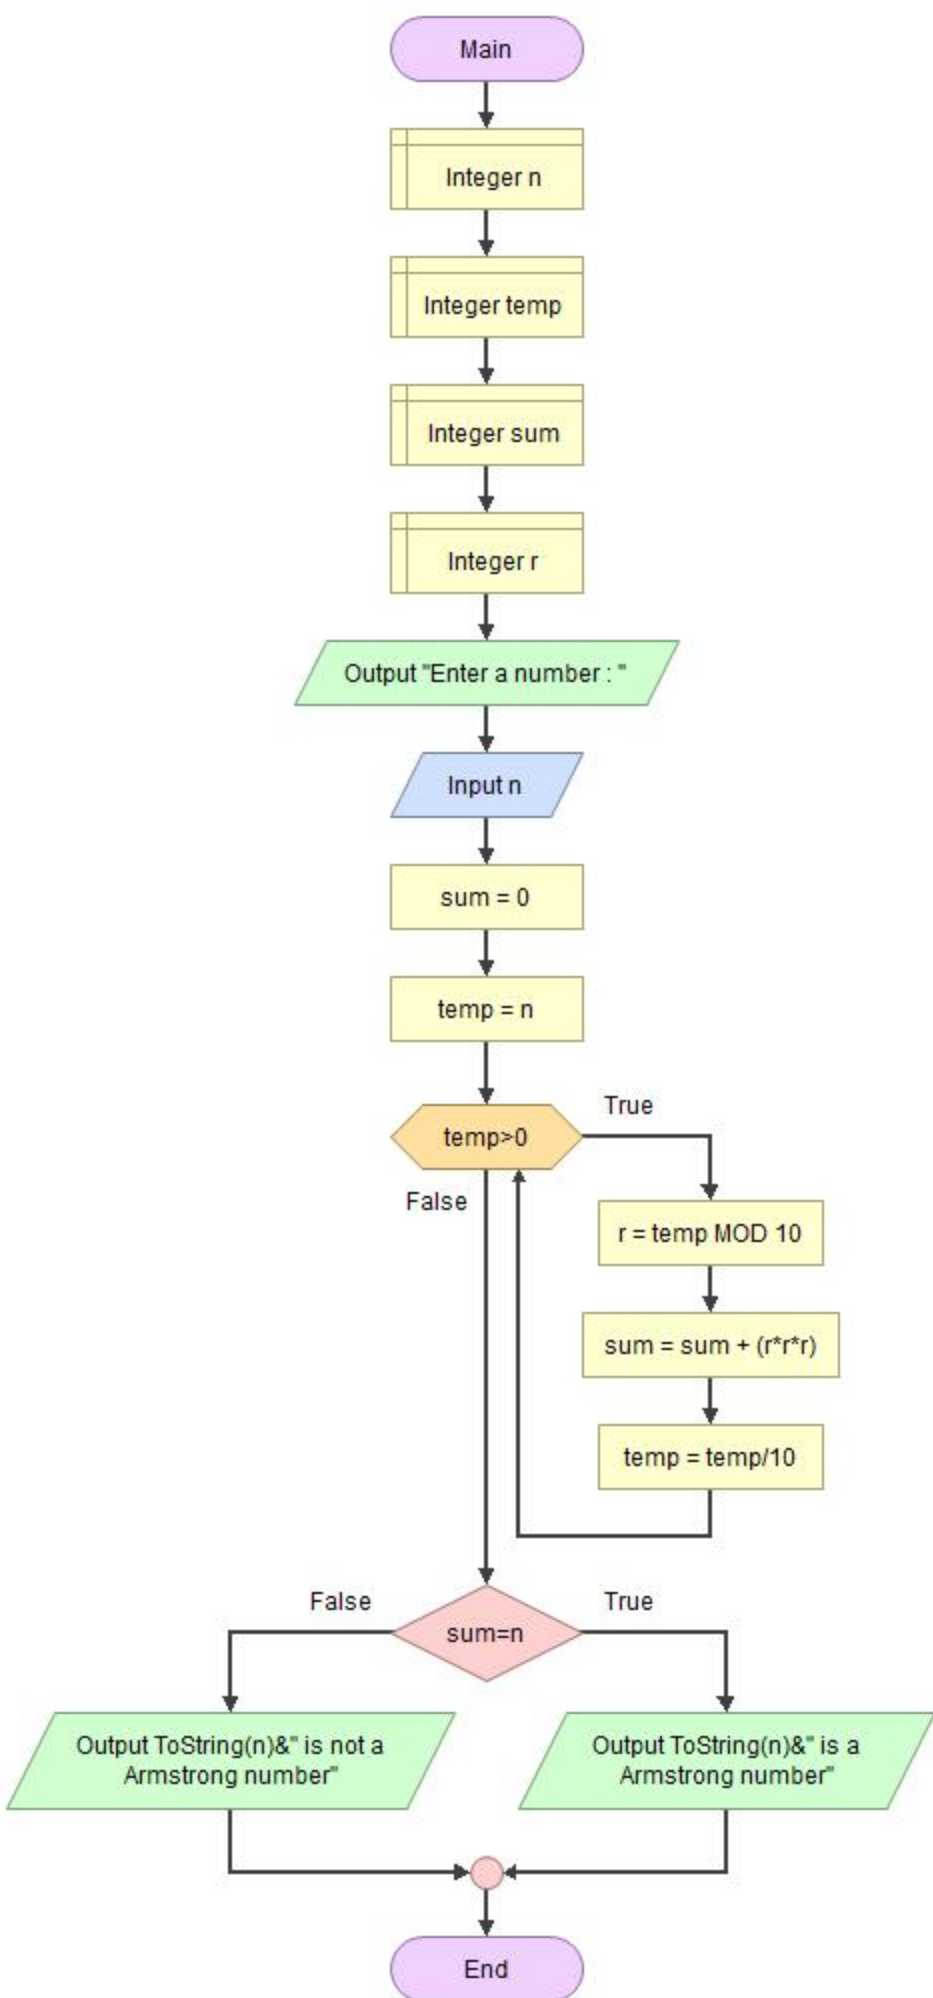 Main
Integer n
Integer temp
Integer sum
Integer r
Output "Enter a number : "
Input n
sum = 0
temp = n
temp>0
True
False
r = temp MOD 10
sum = sum + (r*r*r)
temp = temp/10
False
True
sum=n
Output ToString(n)&" is not a
Armstrong number"
Output ToString(n)&" is a
Armstrong number"
End